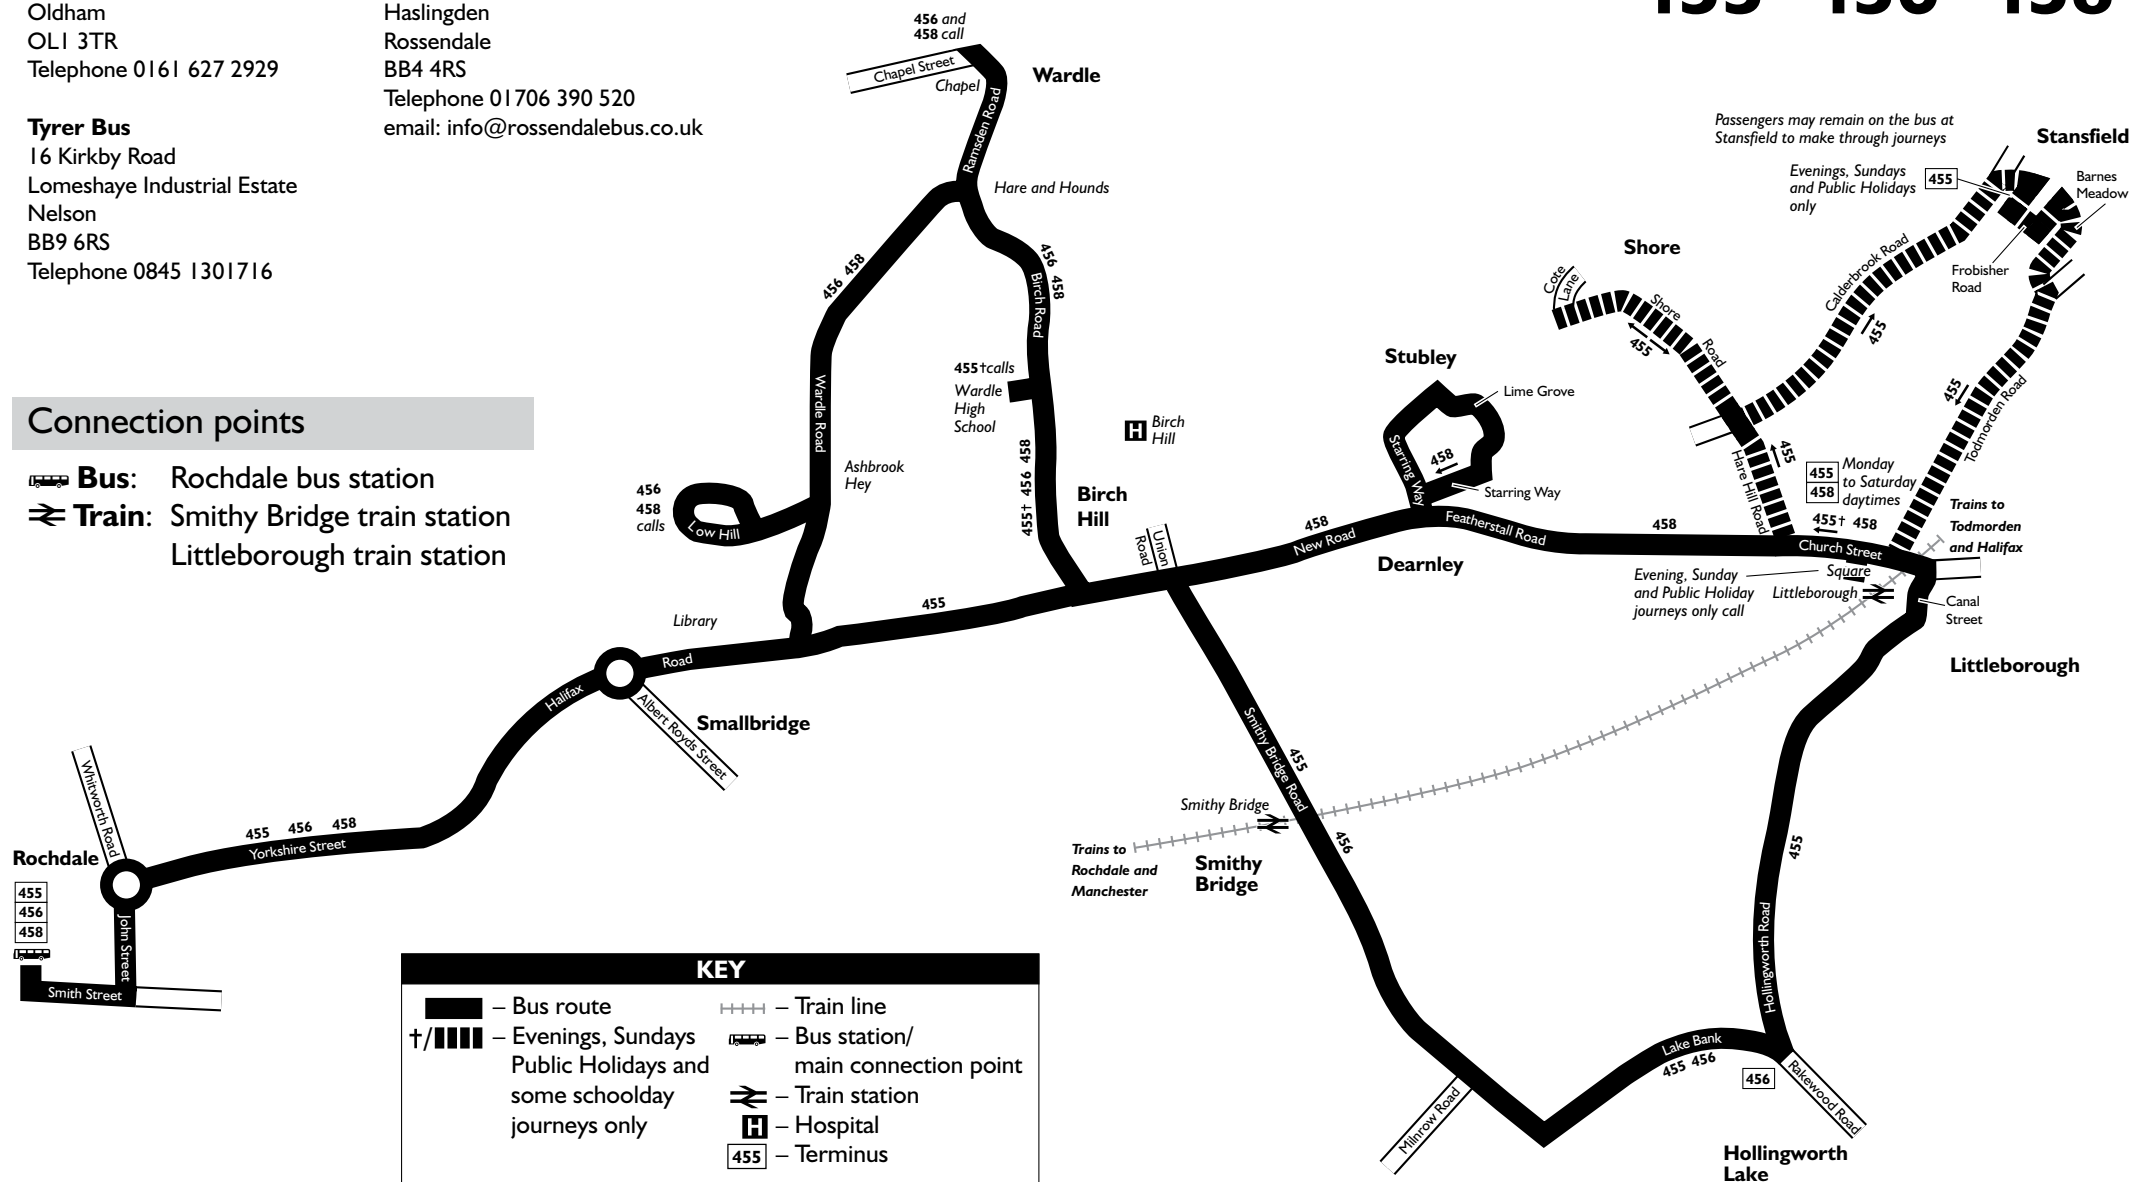 455 456 458
Oldham
OL1 3TR
Telephone 0161 627 2929
Tyrer Bus
16 Kirkby Road
Lomeshaye Industrial Estate
Nelson
BB9 6RS
Telephone 0845 1301716
Haslingden
Rossendale
BB4 4RS
Telephone 01706 390 520
email: info@rossendalebus.co.uk
Connection points
Bus: Rochdale bus station
Train: Smithy Bridge train station
Littleborough train station
456 and
458 call
Chapel Street
Chapel
Wardle
Ramsden Road
Hare and Hounds
456 458
456 458
Birch Road
Wardle Road
455†calls
Wardle
High
School
455† 456 458
Birch
Hill
Ashbrook
Hey
456
458
calls
Low Hill
Birch
Hill
Union
Road
Library
455
Road
Halifax
Albert Royds Street
Smallbridge
Whitworth Road
Rochdale
455
456
458
455 456 458
Yorkshire Street
John Street
Smith Street
Passengers may remain on the bus at
Stansfield to make through journeys
Stansfield
Evenings, Sundays
and Public Holidays
only
455
Barnes
Meadow
Frobisher
Road
Shore
Cote
Lane
Shore
Road
455
Calderbrook Road
455
455
Todmorden Road
Hare Hill Road
455
455
458
Monday
to Saturday
daytimes
Trains to
Todmorden
and Halifax
Stubley
Lime Grove
Starring Way
458
Starring Way
458
New Road
Dearnley
Featherstall Road
458
455† 458
Church Street
Square
Evening, Sunday
and Public Holiday
journeys only call
Littleborough
Canal
Street
Littleborough
Smithy Bridge Road
455
456
Smithy Bridge
Trains to
Rochdale and
Manchester
Smithy
Bridge
455
Hollingworth Road
Lake Bank
455 456
456
Rakewood Road
Milnrow Road
Hollingworth
Lake
KEY
– Bus route
†/ – Evenings, Sundays
Public Holidays and
some schoolday
journeys only
– Train line
– Bus station/
main connection point
– Train station
H – Hospital
455 – Terminus